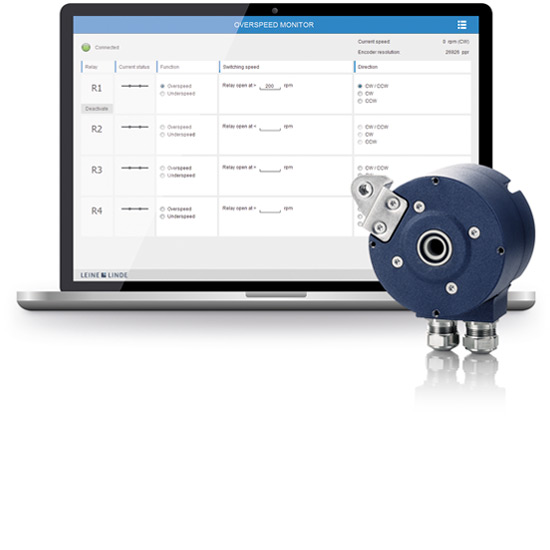 OVERSPEED MONITOR
Connected
Current speed: 0 rpm (CW)
Encoder resolution: 26926 ppr
Relay Current status Function Switching speed Direction
R1 Overspeed Relay open at > 200 rpm CW / CCW
Underspeed CW
CCW
Deactivate
R2 Overspeed Relay open at > rpm CW / CCW
Underspeed CW
CCW
R3 Overspeed Relay open at > rpm CW / CCW
Underspeed
R4 Overspeed Relay open at > rpm
Underspeed
LEINE LINDE